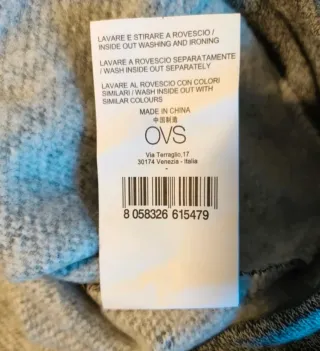 LAVARE E STIRARE A ROVESCIO /
INSIDE OUT WASHING AND IRONING
LAVARE A ROVESCIO SEPARATAMENTE
/ WASH INSIDE OUT SEPARATELY
LAVARE AL ROVESCIO CON COLORI
SIMILARI / WASH INSIDE OUT WITH
SIMILAR COLOURS
MADE IN CHINA
中国制造
OVS
Via Terraglio,17
30174 Venezia - Italia
-
8 058326 615479